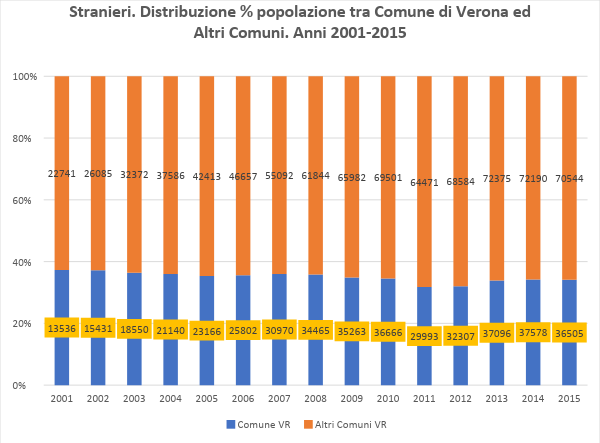 Stranieri. Distribuzione % popolazione tra Comune di Verona ed
Altri Comuni. Anni 2001-2015
100%
80%
22741 26085 32372 37586 42413 46657 55092 61844 65982 69501 64471 68584 72375 72190 70544
60%
40%
20%
13536 15431 18550 21140 23166 25802 30970 34465 35263 36666 29993 32307 37096 37578 36505
0%
2001 2002 2003 2004 2005 2006 2007 2008 2009 2010 2011 2012 2013 2014 2015
Comune VR Altri Comuni VR